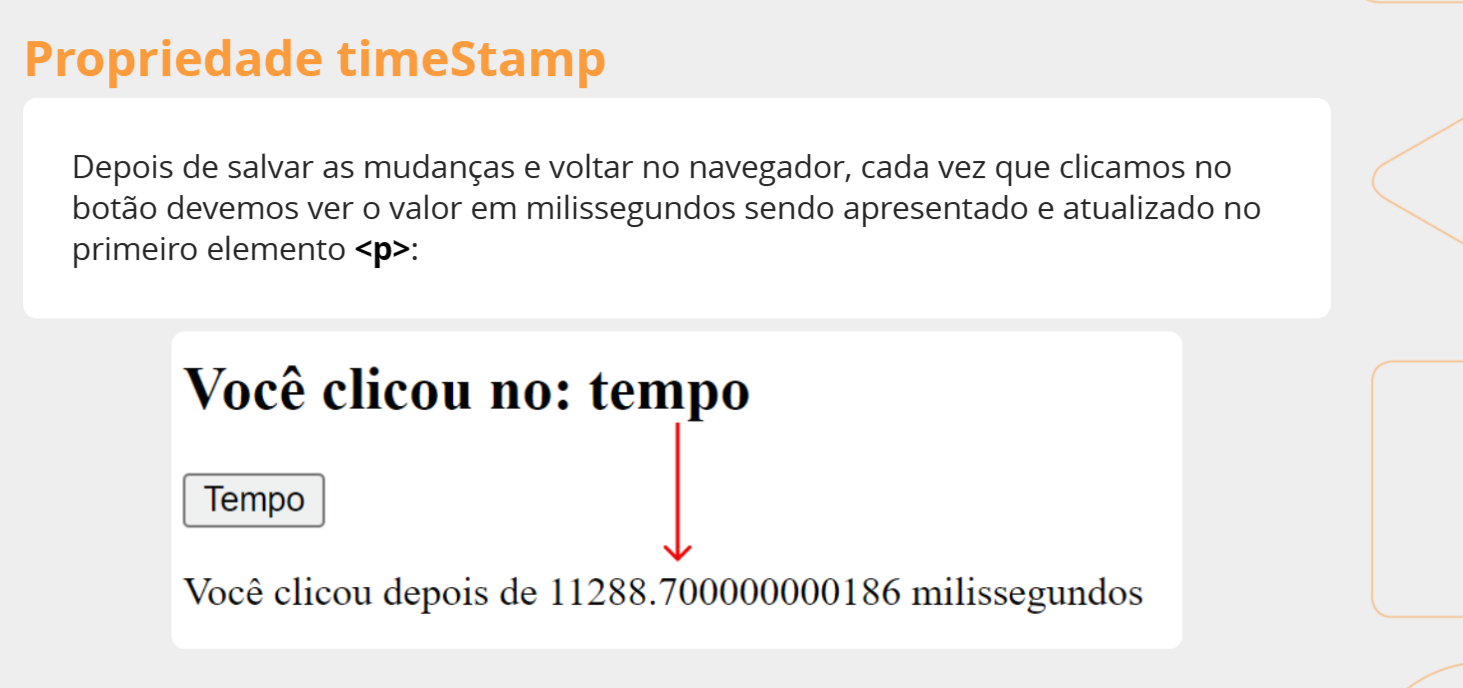 Propriedade timeStamp
Depois de salvar as mudanças e voltar no navegador, cada vez que clicamos no
botão devemos ver o valor em milissegundos sendo apresentado e atualizado no
primeiro elemento <p>:
Você clicou no: tempo
Tempo
Você clicou depois de 11288.700000000186 milissegundos